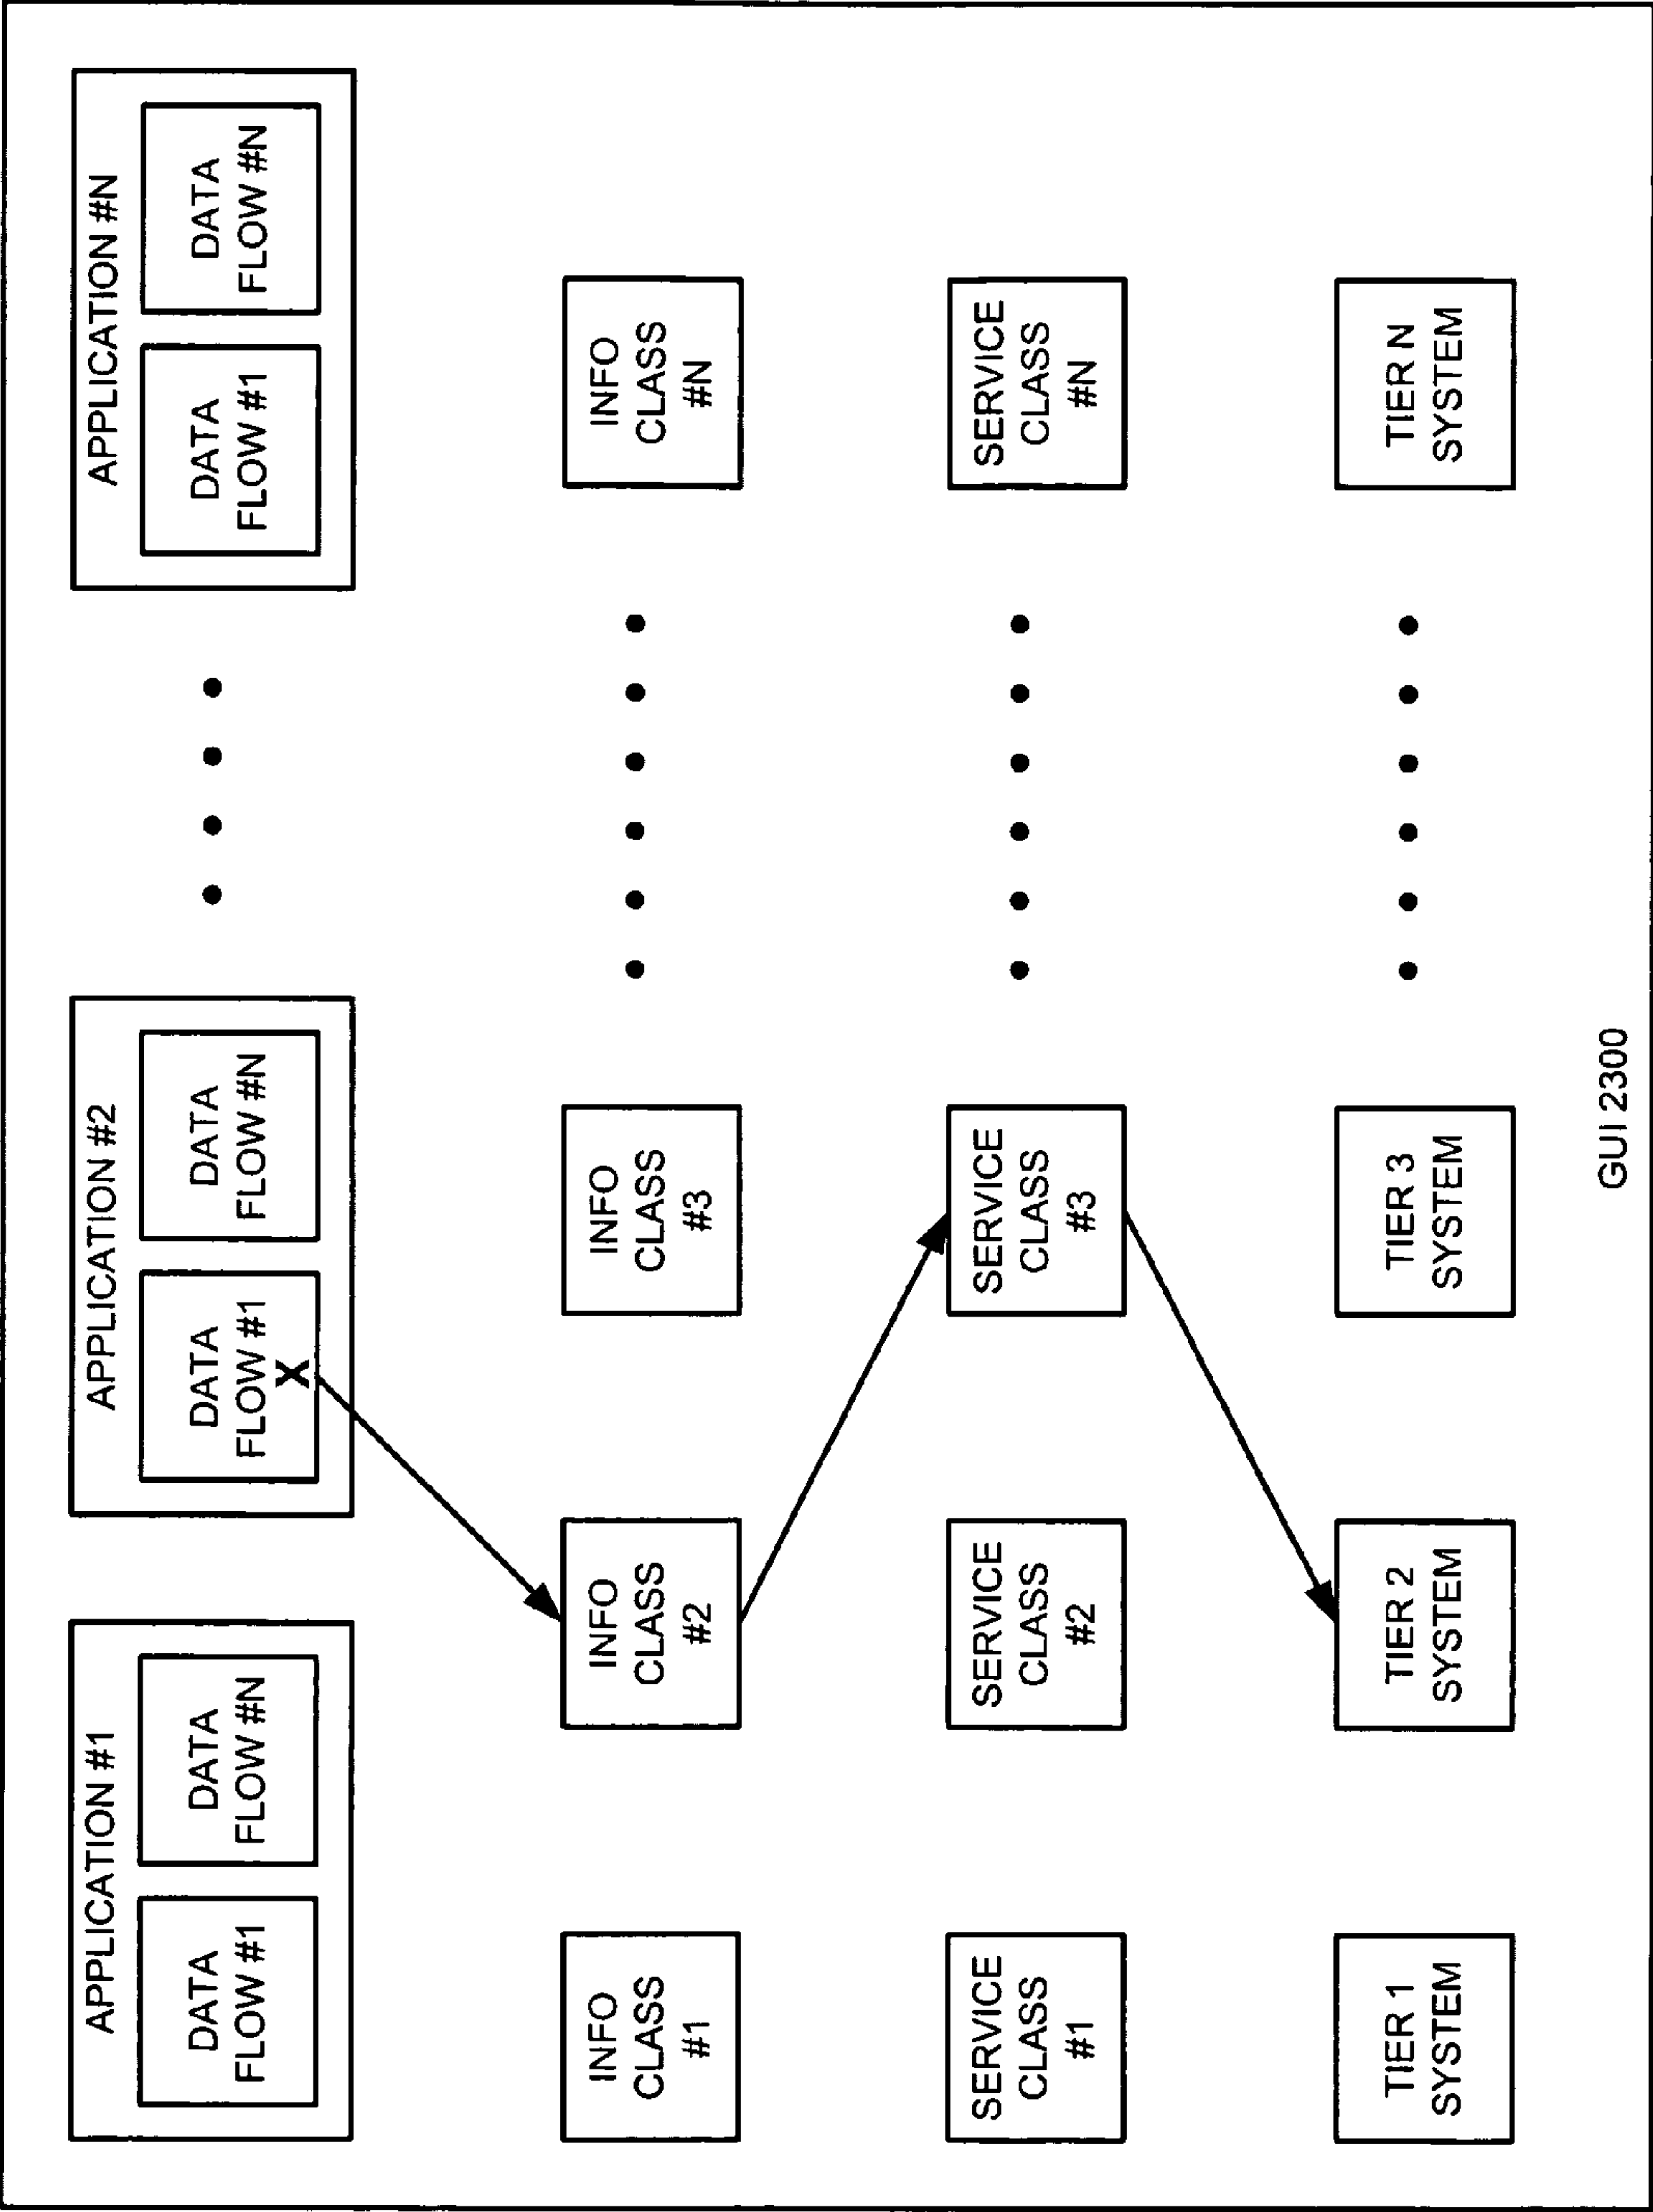 APPLICATION #1
DATA
FLOW #1
DATA
FLOW #N
APPLICATION #2
DATA
FLOW #1
X
DATA
FLOW #N
APPLICATION #N
DATA
FLOW #1
DATA
FLOW #N
INFO
CLASS
#1
INFO
CLASS
#2
INFO
CLASS
#3
INFO
CLASS
#N
SERVICE
CLASS
#1
SERVICE
CLASS
#2
SERVICE
CLASS
#3
SERVICE
CLASS
#N
TIER 1
SYSTEM
TIER 2
SYSTEM
TIER 3
SYSTEM
TIER N
SYSTEM
GUI 2300